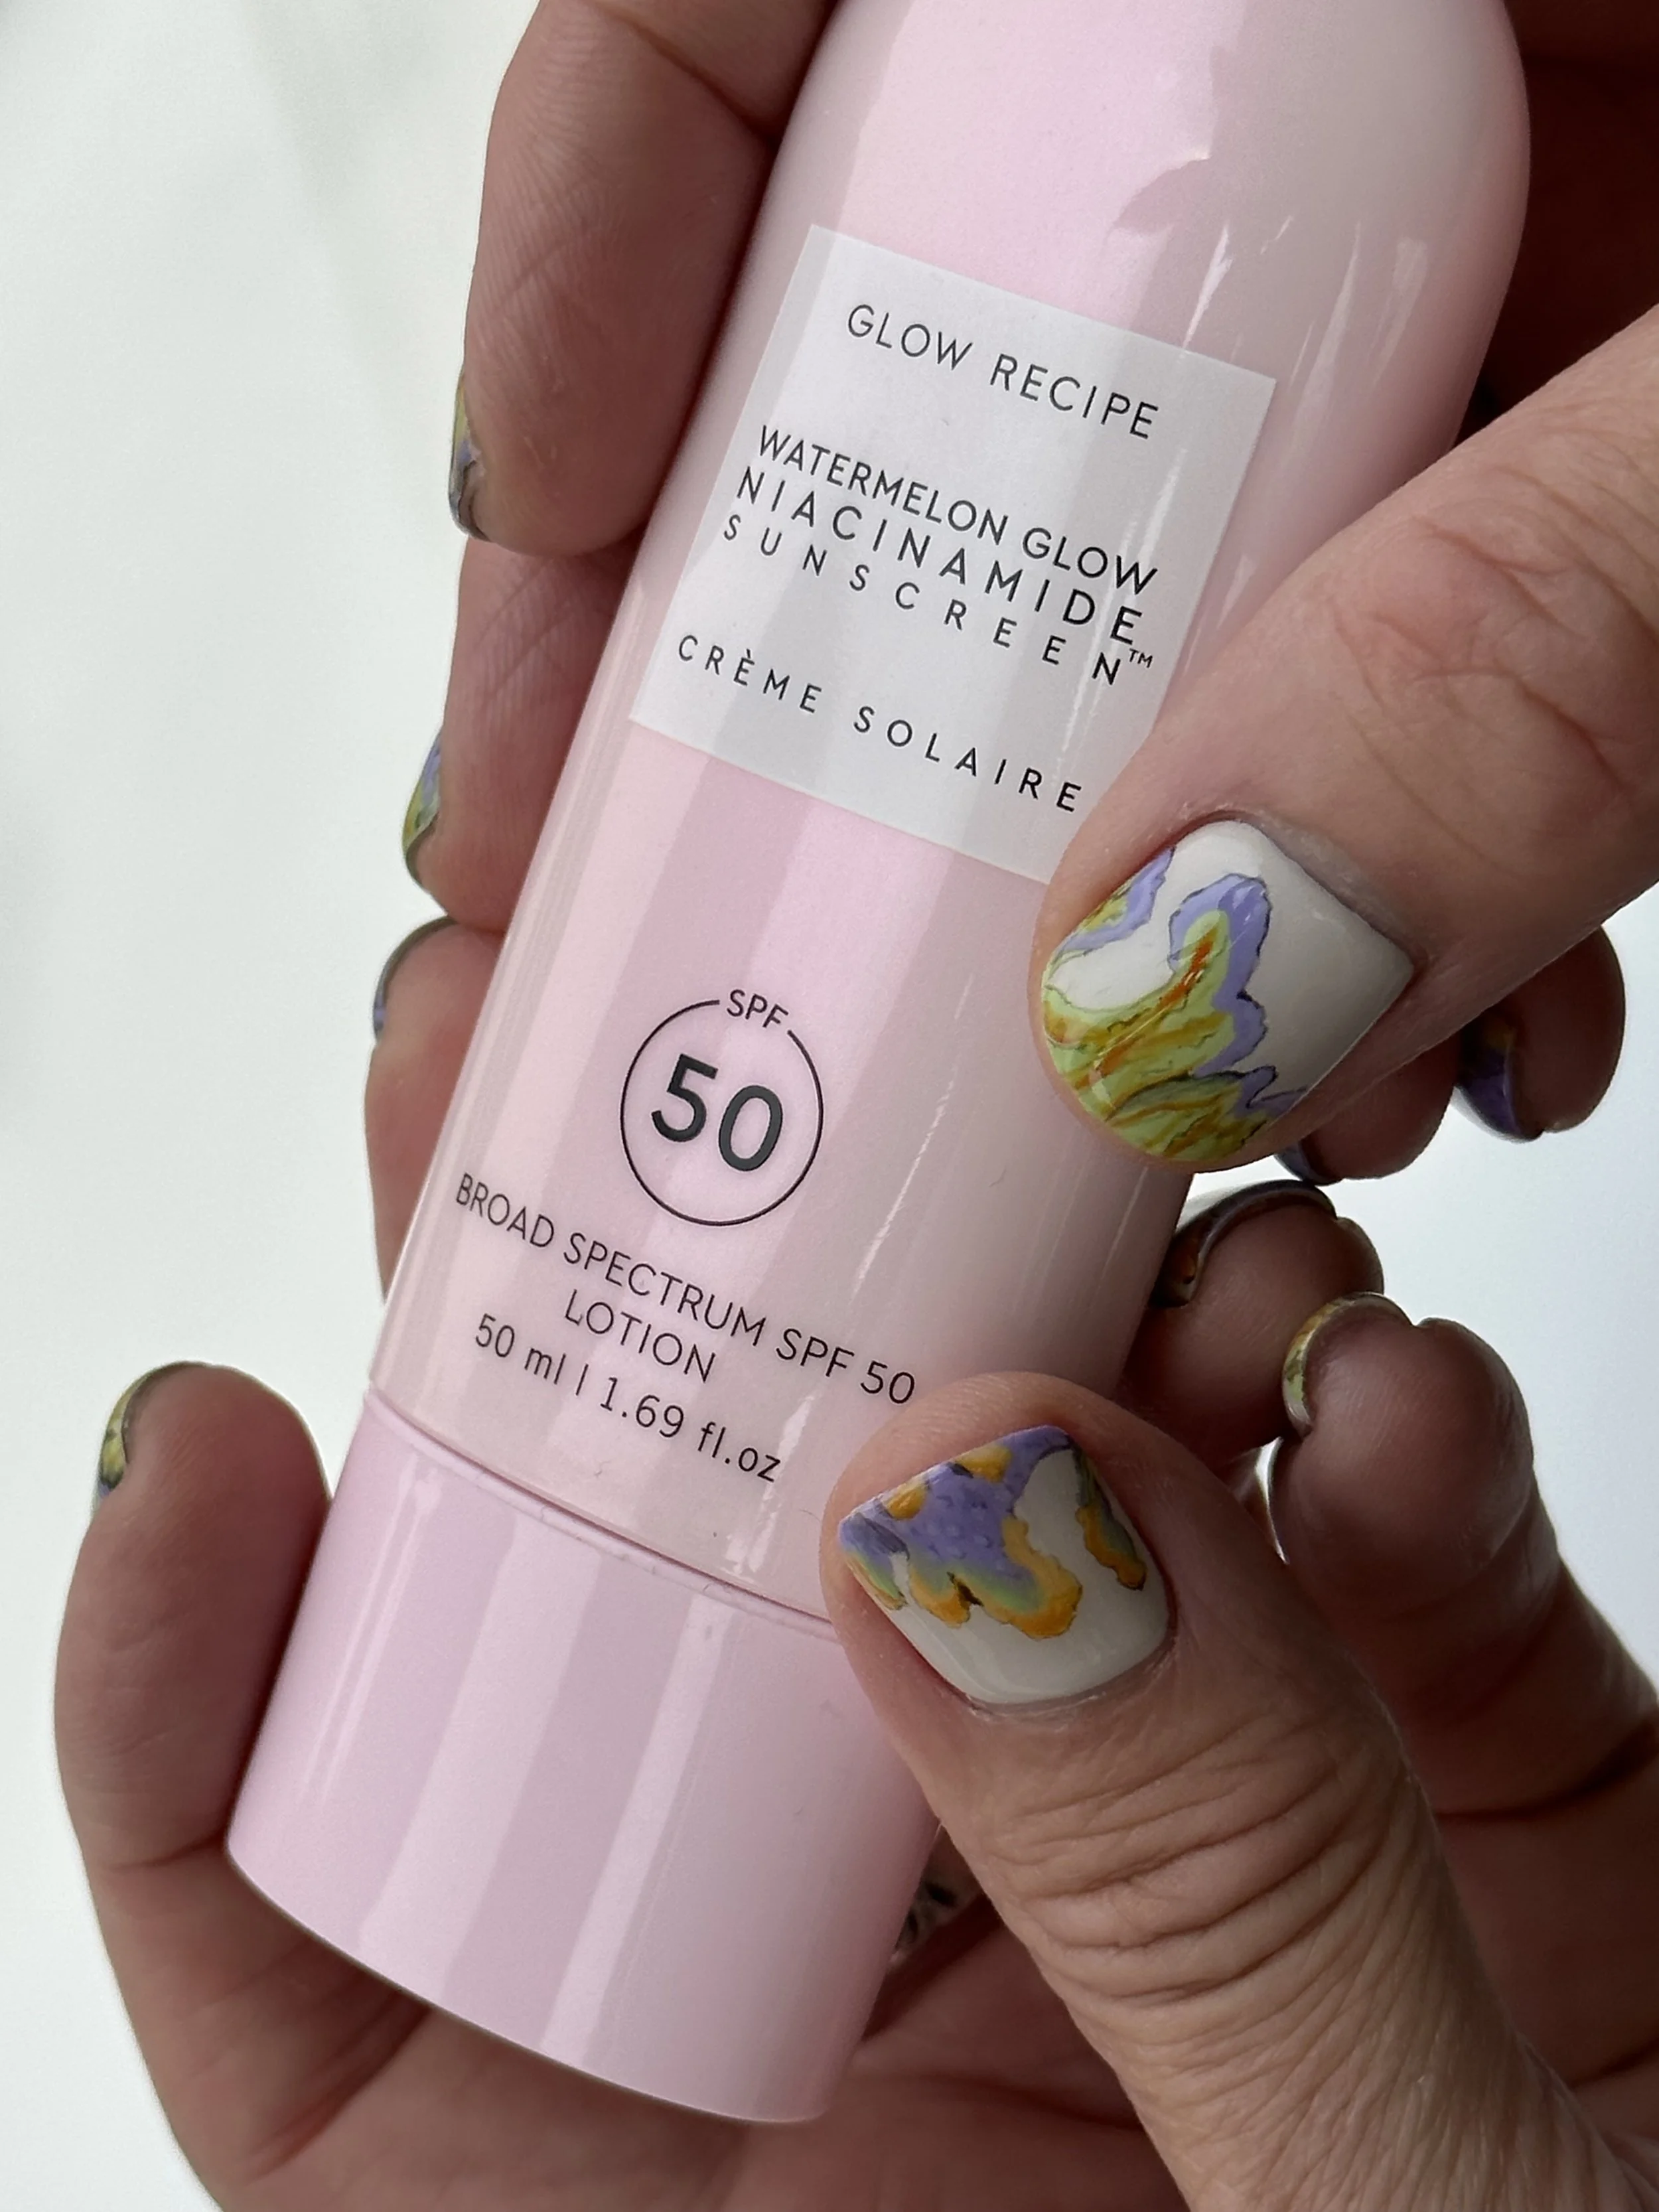 GLOW RECIPE
WATERMELON GLOW
NIACINAMIDE
SUNSCREEN™
CRÈME SOLAIRE
SPF
50
BROAD SPECTRUM SPF 50
LOTION
50 ml | 1.69 fl.oz